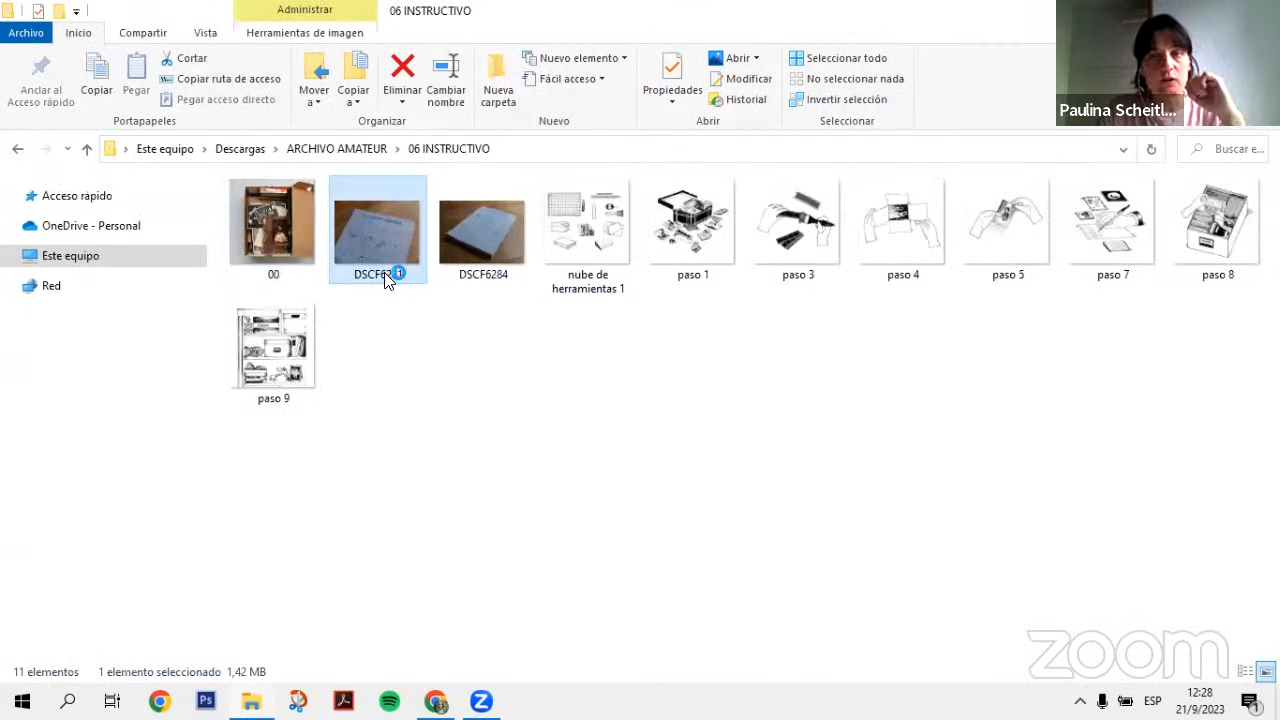 Administrar
06 INSTRUCTIVO
Archivo
Inicio
Compartir
Vista
Herramientas de imagen
Anclar al
Acceso rápido
Copiar
Pegar
Cortar
Copiar ruta de acceso
Pegar acceso directo
Portapapeles
Mover
a
Copiar
a
Eliminar
Cambiar
nombre
Organizar
Nueva
carpeta
Nuevo elemento
Fácil acceso
Nuevo
Propiedades
Abrir
Modificar
Historial
Abrir
Seleccionar todo
No seleccionar nada
Invertir selección
Seleccionar
Paulina Scheitl...
Este equipo
Descargas
ARCHIVO AMATEUR
06 INSTRUCTIVO
Buscar e...
Acceso rápido
OneDrive - Personal
Este equipo
Red
00
DSCF6284
nube de
herramientas 1
paso 1
paso 3
paso 4
paso 5
paso 7
paso 8
paso 9
zoom
11 elementos
1 elemento seleccionado 1,42 MB
Ps
ESP
12:28
21/9/2023
1